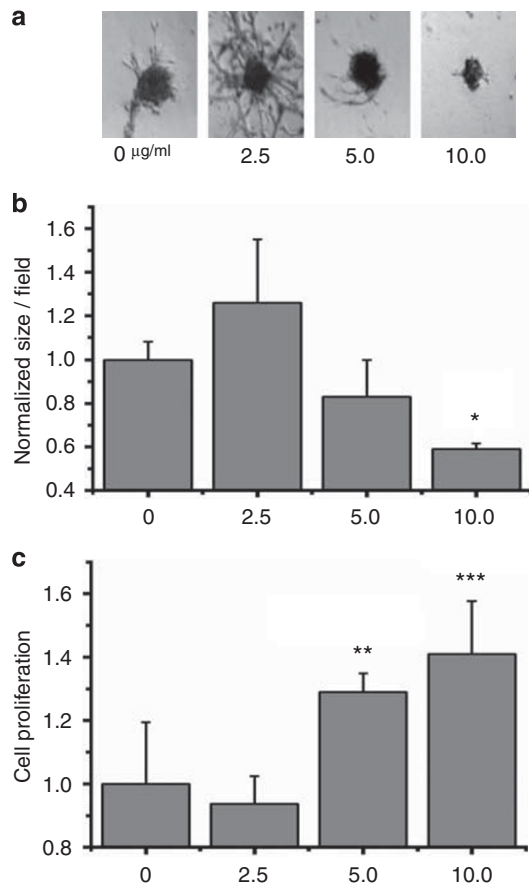 a
0 μg/ml 2.5 5.0 10.0
b
Normalized size / field
1.6
1.4
1.2
1.0
0.8
0.6
0.4
*
0 2.5 5.0 10.0
c
Cell proliferation
1.6
1.4
1.2
1.0
0.8
** ***
0 2.5 5.0 10.0